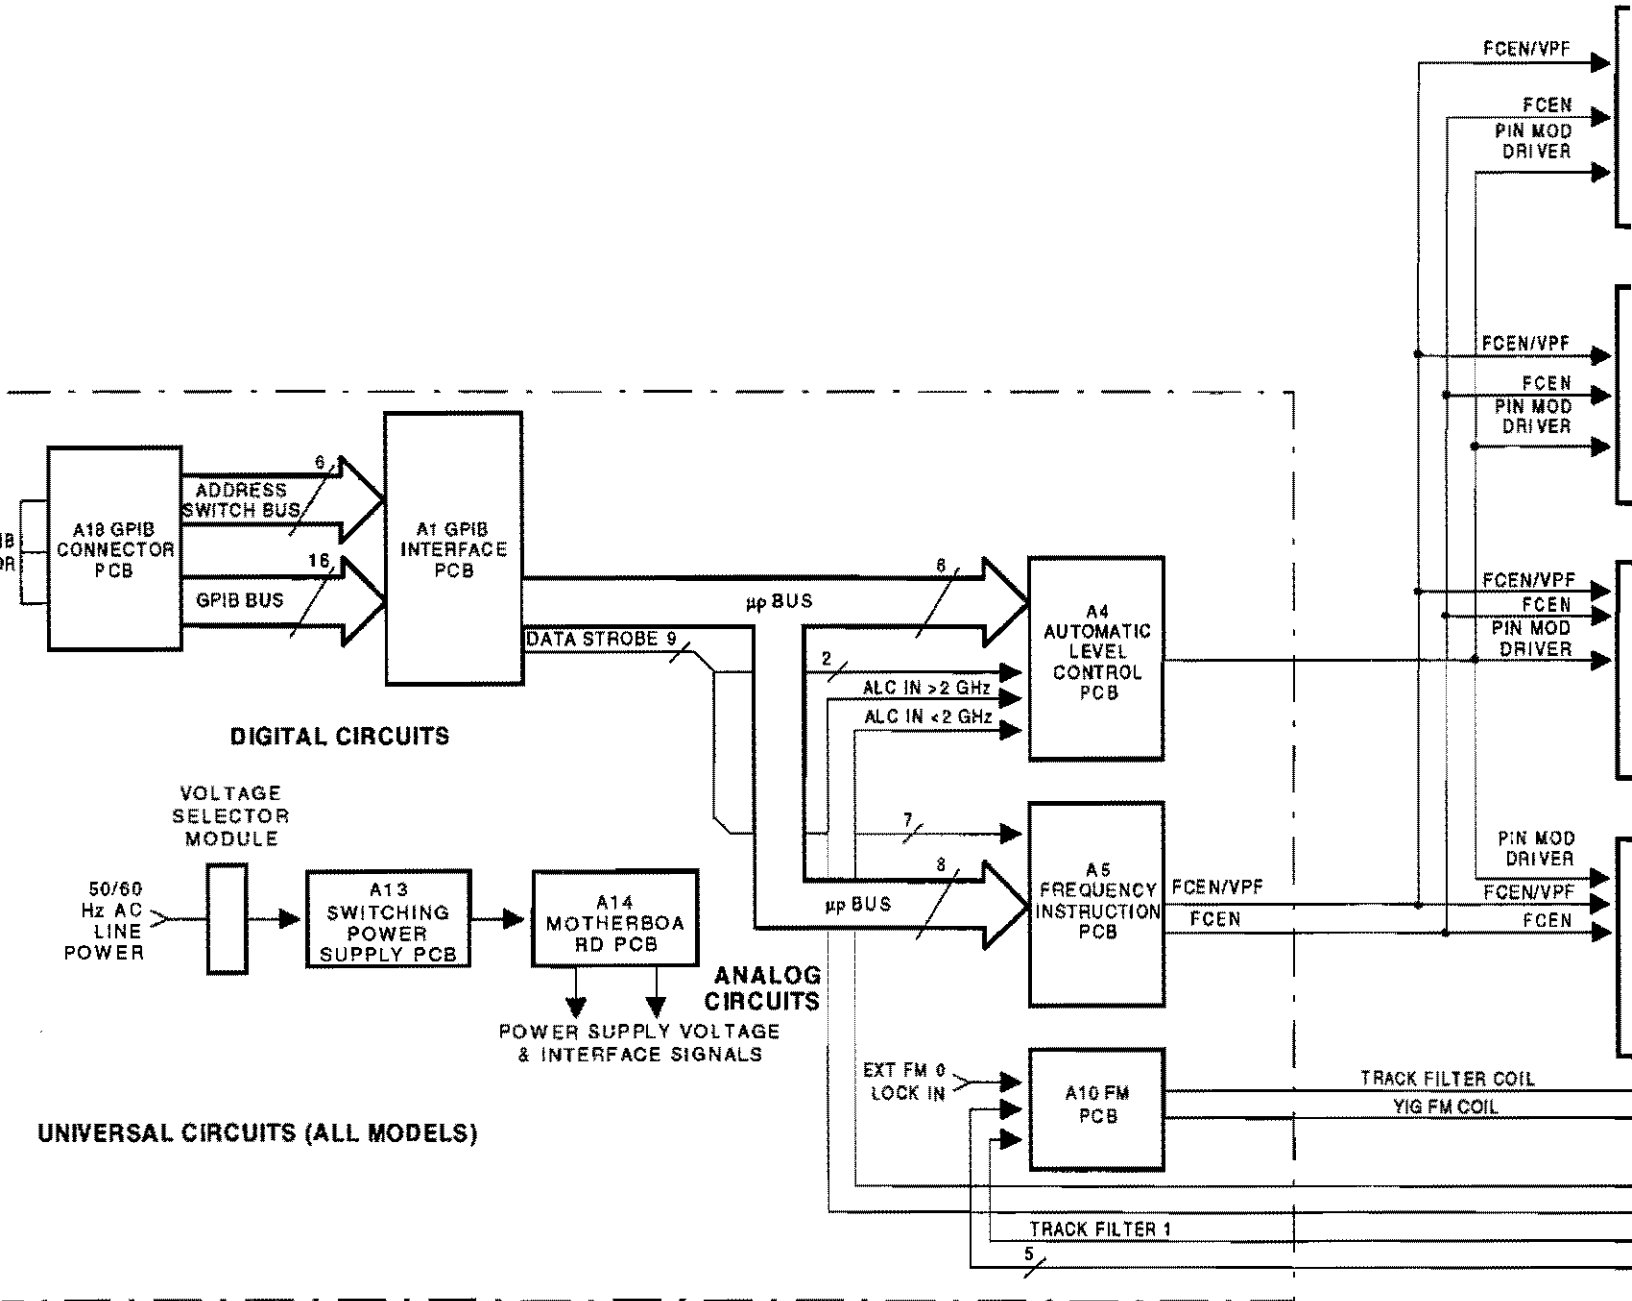 FCEN/VPF
FCEN
PIN MOD
DRIVER
FCEN/VPF
FCEN
PIN MOD
DRIVER
6
ADDRESS
SWITCH BUS
A18 GPIB
CONNECTOR
PCB
16
GPIB BUS
A1 GPIB
INTERFACE
PCB
6
µp BUS
DATA STROBE 9
2
ALC IN >2 GHz
ALC IN <2 GHz
A4
AUTOMATIC
LEVEL
CONTROL
PCB
FCEN/VPF
FCEN
PIN MOD
DRIVER
DIGITAL CIRCUITS
VOLTAGE
SELECTOR
MODULE
50/60
Hz AC
LINE
POWER
A13
SWITCHING
POWER
SUPPLY PCB
A14
MOTHERBOA
RD PCB
7
8
µp BUS
A5
FREQUENCY
INSTRUCTION
PCB
FCEN/VPF
FCEN
PIN MOD
DRIVER
FCEN/VPF
FCEN
ANALOG
CIRCUITS
POWER SUPPLY VOLTAGE
& INTERFACE SIGNALS
EXT FM 0
LOCK IN
A10 FM
PCB
TRACK FILTER COIL
YIG FM COIL
UNIVERSAL CIRCUITS (ALL MODELS)
TRACK FILTER 1
5